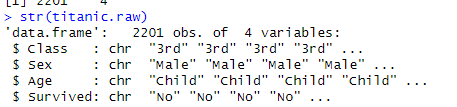 [1] 2201    4
> str(titanic.raw)
'data.frame':   2201 obs. of  4 variables:
 $ Class   : chr  "3rd" "3rd" "3rd" "3rd" ...
 $ Sex     : chr  "Male" "Male" "Male" "Male" ...
 $ Age     : chr  "Child" "Child" "Child" "Child" ...
 $ Survived: chr  "No" "No" "No" "No" ...